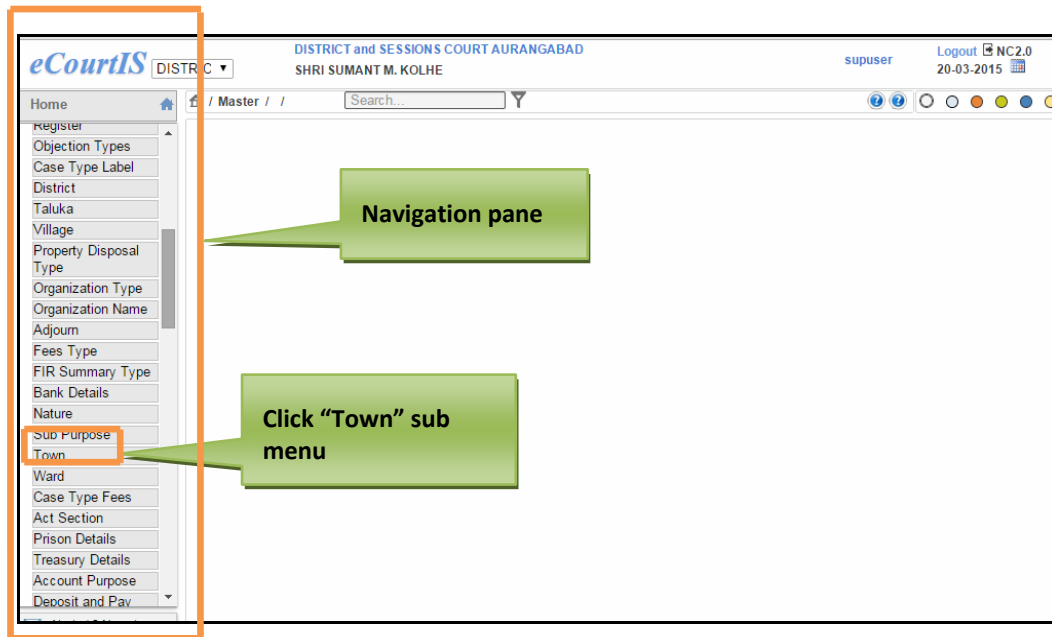 eCourtIS DISTRIC
DISTRICT and SESSIONS COURT AURANGABAD
SHRI SUMANT M. KOLHE
supuser
Logout NC2.0
20-03-2015
Home
/ Master / /
Search...
Register
Objection Types
Case Type Label
District
Taluka
Village
Property Disposal
Type
Organization Type
Organization Name
Adjourn
Fees Type
FIR Summary Type
Bank Details
Nature
Sub Purpose
Town
Ward
Case Type Fees
Act Section
Prison Details
Treasury Details
Account Purpose
Deposit and Pay
Navigation pane
Click “Town” sub
menu